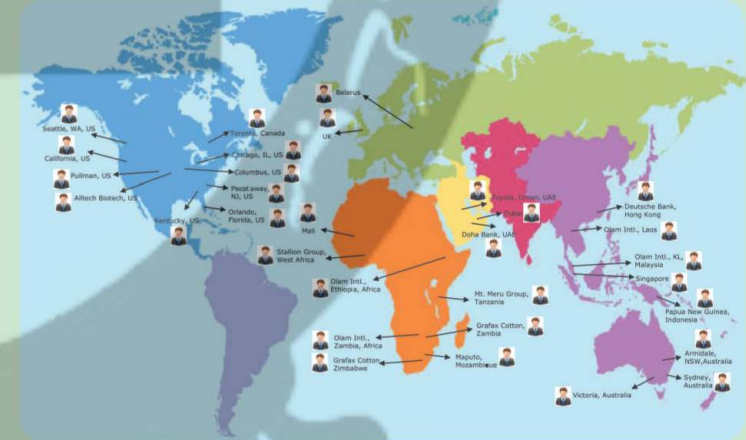 Belarus
Seattle, WA, US
Toronto, Canada
UK
California, US
Chicago, IL, US
Pullman, US
Columbus, US
Alltech Biotech, US
Piscataway,
NJ, US
Orlando,
Florida, US
Kentucky, US
Mali
Stallion Group,
West Africa
Olam Intl.,
Ethiopia, Africa
Toyota, Oman, UAE
Dubai
Doha Bank, UAE
Deutsche Bank,
Hong Kong
Olam Intl., Laos
Olam Intl., KL,
Malaysia
Singapore
Papua New Guinea,
Indonesia
Mt. Meru Group,
Tanzania
Grafax Cotton,
Zambia
Olam Intl.,
Zambia, Africa
Grafax Cotton,
Zimbabwe
Maputo,
Mozambique
Armidale,
NSW,Australia
Sydney,
Australia
Victoria, Australia